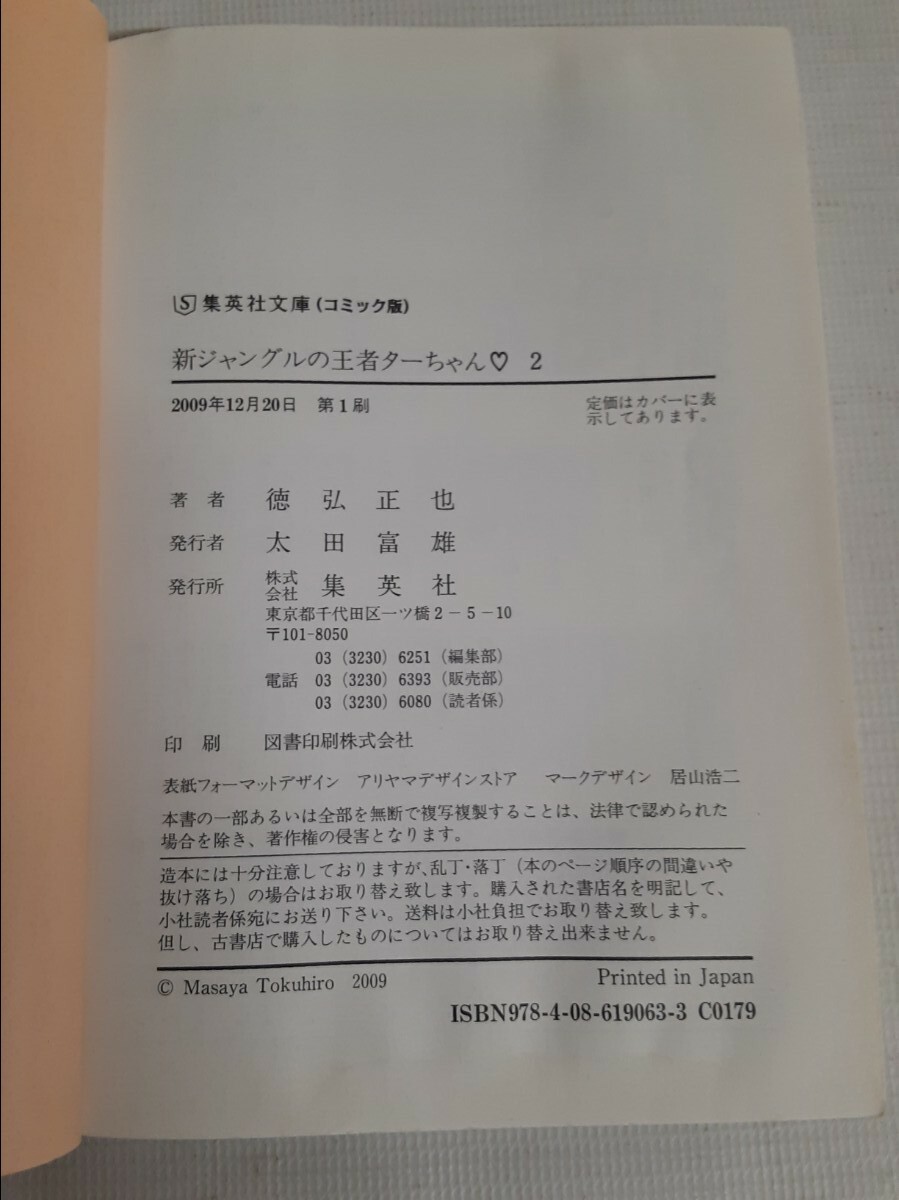 S 集英社文庫(コミック版)
新ジャングルの王者ターちゃん♡ 2
2009年12月20日 第1刷
定価はカバーに表
示してあります。
著者 徳弘正也
発行者 太田富雄
発行所 株式会社 集英社
東京都千代田区一ツ橋2-5-10
〒101-8050
03(3230)6251(編集部)
電話 03(3230)6393(販売部)
03(3230)6080(読者係)
印刷 図書印刷株式会社
表紙フォーマットデザイン アリヤマデザインストア マークデザイン 居山浩二
本書の一部あるいは全部を無断で複写複製することは、法律で認められた
場合を除き、著作権の侵害となります。
造本には十分注意しておりますが、乱丁・落丁(本のページ順序の間違いや
抜け落ち)の場合はお取り替え致します。購入された書店名を明記して、
小社読者係宛にお送り下さい。送料は小社負担でお取り替え致します。
但し、古書店で購入したものについてはお取り替え出来ません。
© Masaya Tokuhiro 2009
Printed in Japan
ISBN978-4-08-619063-3 C0179